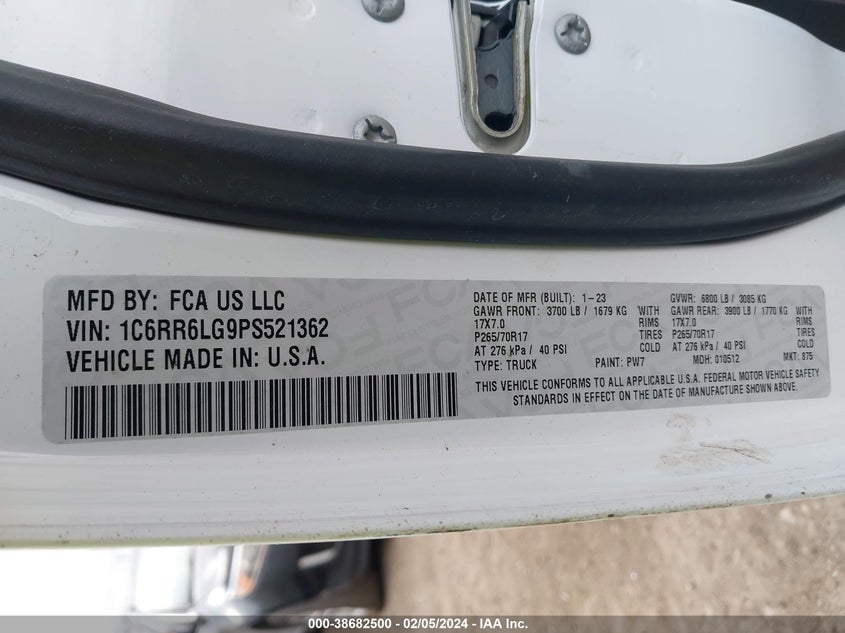 MFD BY: FCA US LLC
VIN: 1C6RR6LG9PS521362
VEHICLE MADE IN: U.S.A.
DATE OF MFR (BUILT): 1-23 GVWR: 6800 LB / 3085 KG
GAWR FRONT: 3700 LB / 1679 KG WITH GAWR REAR: 3900 LB / 1770 KG WITH
17X7.0 RIMS 17X7.0 RIMS
P265/70R17 TIRES P265/70R17 TIRES
AT 276 kPa / 40 PSI COLD AT 276 kPa / 40 PSI COLD
TYPE: TRUCK PAINT: PW7 MDH: 010512 MKT: 875
THIS VEHICLE CONFORMS TO ALL APPLICABLE U.S.A. FEDERAL MOTOR VEHICLE SAFETY
STANDARDS IN EFFECT ON THE DATE OF MANUFACTURE SHOWN ABOVE.
000-38682500 - 02/05/2024 - IAA Inc.